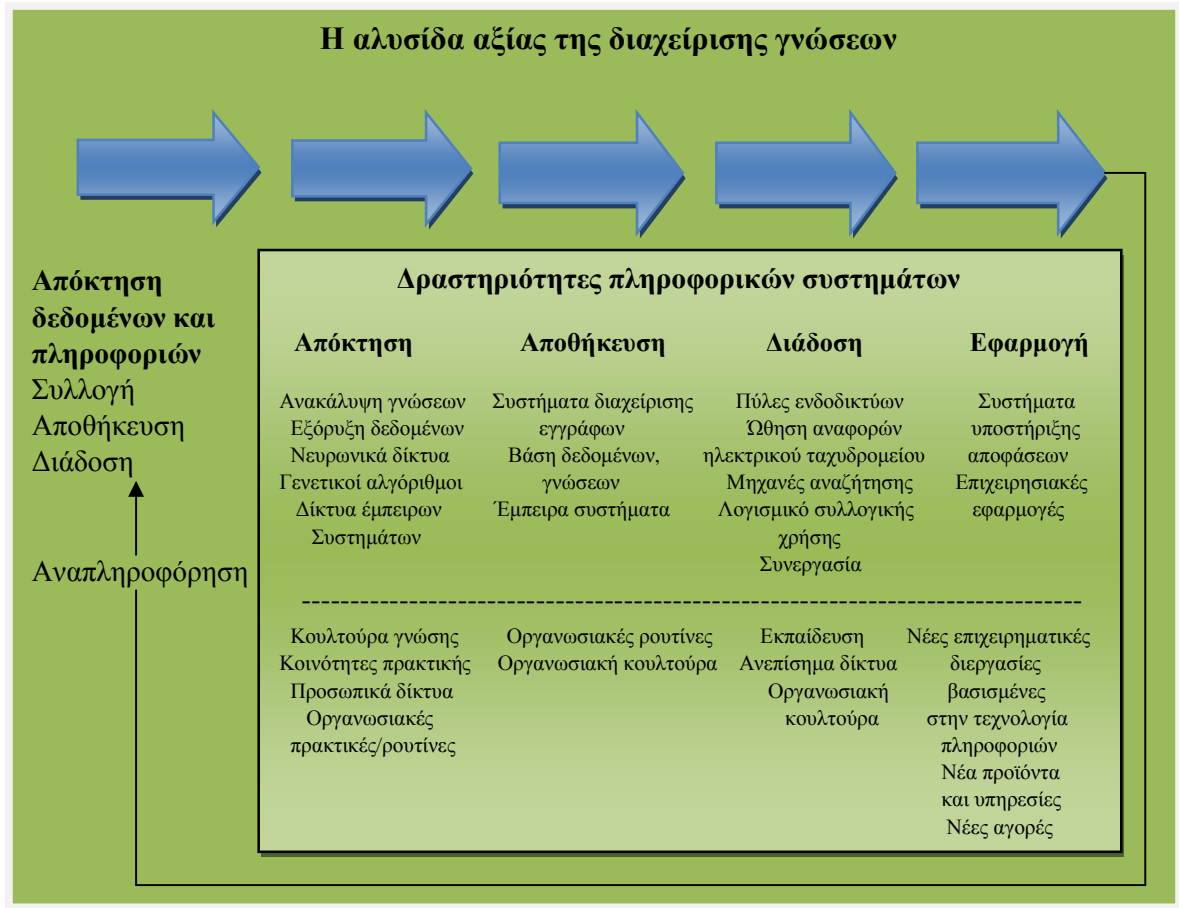 Η αλυσίδα αξίας της διαχείρισης γνώσεων
Απόκτηση
δεδομένων και
πληροφοριών
Συλλογή
Αποθήκευση
Διάδοση
Αναπληροφόρηση
Δραστηριότητες πληροφορικών συστημάτων
Απόκτηση
Ανακάλυψη γνώσεων
Εξόρυξη δεδομένων
Νευρωνικά δίκτυα
Γενετικοί αλγόριθμοι
Δίκτυα έμπειρων
Συστημάτων
Αποθήκευση
Συστήματα διαχείρισης
εγγράφων
Βάση δεδομένων,
γνώσεων
Έμπειρα συστήματα
Διάδοση
Πύλες ενδοδικτύων
Ώθηση αναφορών
ηλεκτρικού ταχυδρομείου
Μηχανές αναζήτησης
Λογισμικό συλλογικής
χρήσης
Συνεργασία
Εφαρμογή
Συστήματα
υποστήριξης
αποφάσεων
Επιχειρησιακές
εφαρμογές
--------------------------------------------------------------------------------
Κουλτούρα γνώσης
Κοινότητες πρακτικής
Προσωπικά δίκτυα
Οργανωσιακές
πρακτικές/ρουτίνες
Οργανωσιακές ρουτίνες
Οργανωσιακή κουλτούρα
Εκπαίδευση
Ανεπίσημα δίκτυα
Οργανωσιακή
κουλτούρα
Νέες επιχειρηματικές
διεργασίες
βασισμένες
στην τεχνολογία
πληροφοριών
Νέα προϊόντα
και υπηρεσίες
Νέες αγορές